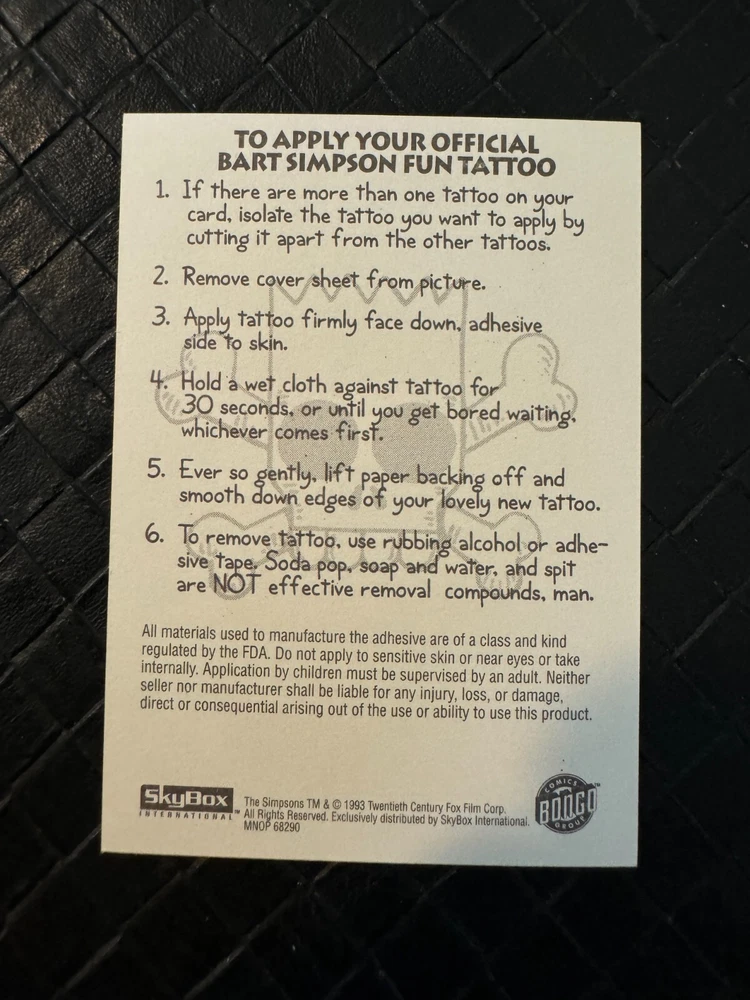 TO APPLY YOUR OFFICIAL
BART SIMPSON FUN TATTOO
1. If there are more than one tattoo on your
card, isolate the tattoo you want to apply by
cutting it apart from the other tattoos.
2. Remove cover sheet from picture.
3. Apply tattoo firmly face down, adhesive
side to skin.
4. Hold a wet cloth against tattoo for
30 seconds, or until you get bored waiting,
whichever comes first.
5. Ever so gently, lift paper backing off and
smooth down edges of your lovely new tattoo.
6. To remove tattoo, use rubbing alcohol or adhe-
sive tape. Soda pop, soap and water, and spit
are NOT effective removal compounds, man.
All materials used to manufacture the adhesive are of a class and kind
regulated by the FDA. Do not apply to sensitive skin or near eyes or take
internally. Application by children must be supervised by an adult. Neither
seller nor manufacturer shall be liable for any injury, loss, or damage,
direct or consequential arising out of the use or ability to use this product.
SkyBox
INTERNATIONAL™
The Simpsons TM & © 1993 Twentieth Century Fox Film Corp.
All Rights Reserved. Exclusively distributed by SkyBox International.
MNOP 68290
COMICS
BONGO™
GROUP